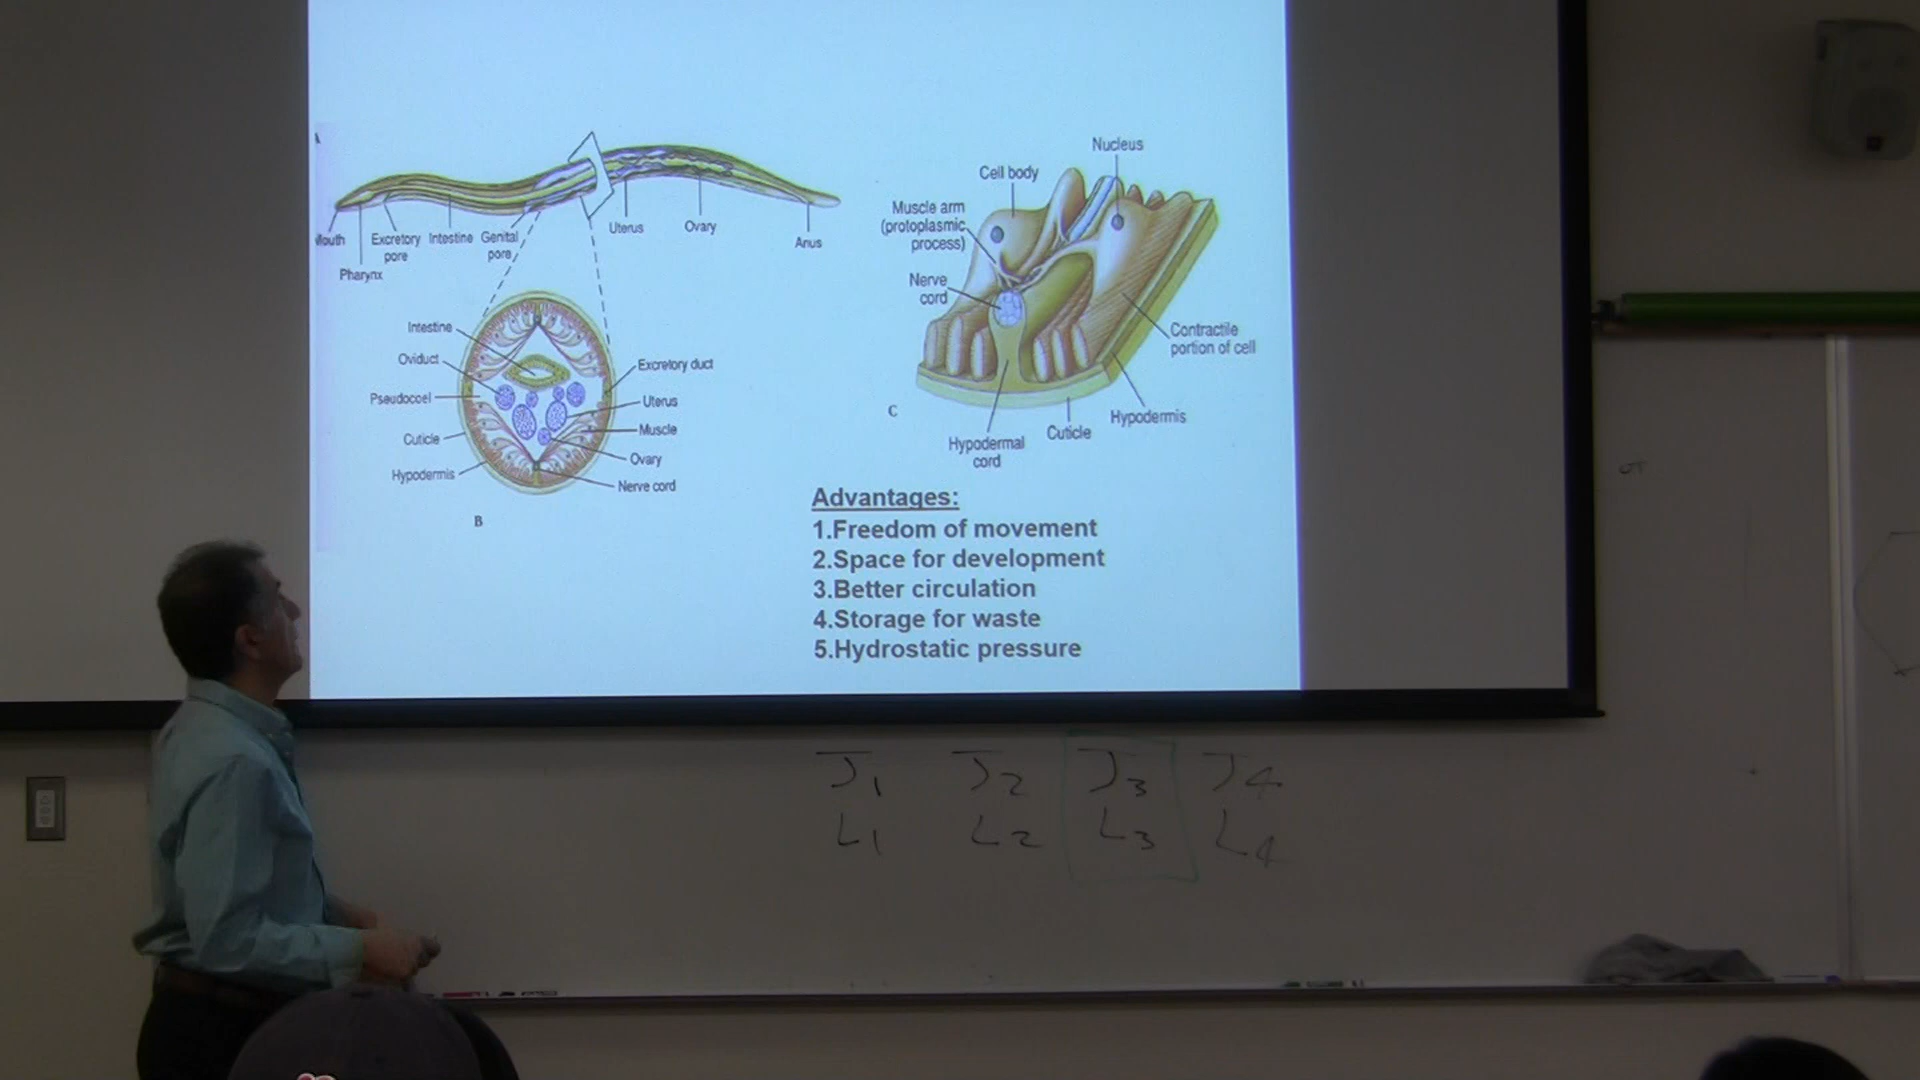 A
Mouth
Pharynx
Excretory
pore
Intestine
Genital
pore
Uterus
Ovary
Anus
Intestine
Oviduct
Pseudocoel
Cuticle
Hypodermis
Excretory duct
Uterus
Muscle
Ovary
Nerve cord
B
Nucleus
Cell body
Muscle arm
(protoplasmic
process)
Nerve
cord
Contractile
portion of cell
Hypodermis
Cuticle
Hypodermal
cord
C
Advantages:
1.Freedom of movement
2.Space for development
3.Better circulation
4.Storage for waste
5.Hydrostatic pressure
J1 J2 J3 J4
L1 L2 L3 L4